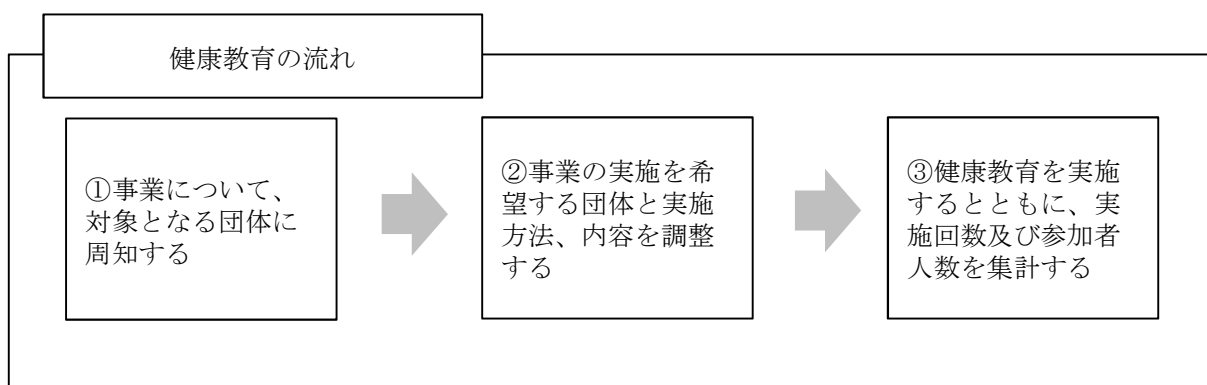 健康教育の流れ
①事業について、
対象となる団体に
周知する
②事業の実施を希
望する団体と実施
方法、内容を調整
する
③健康教育を実施
するとともに、実
施回数及び参加者
人数を集計する